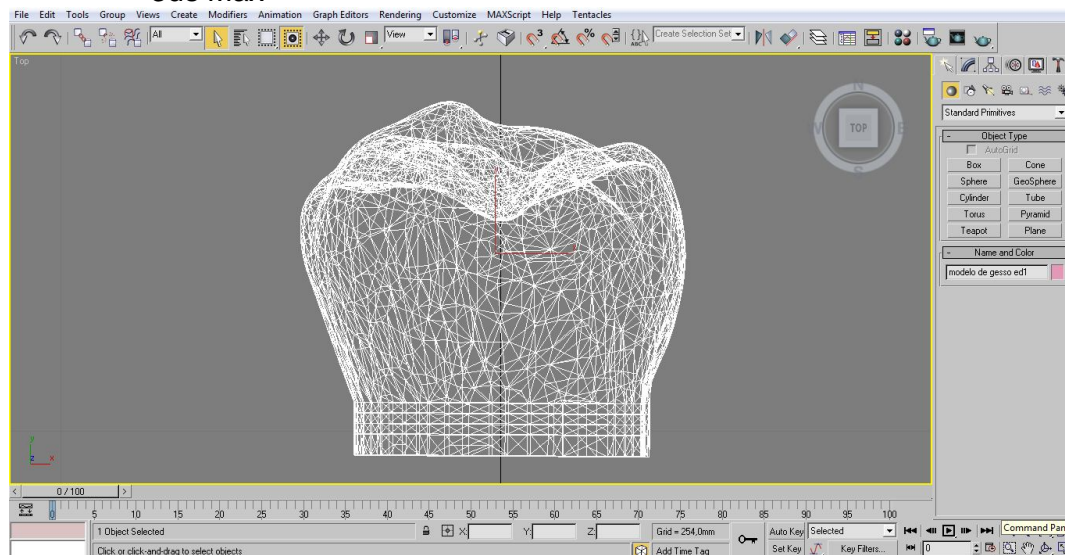 File Edit Tools Group Views Create Modifiers Animation Graph Editors Rendering Customize MAXScript Help Tentacles
All View Create Selection Set
Top
N
TOP
S
Standard Primitives
- Object Type
AutoGrid
Box Cone
Sphere GeoSphere
Cylinder Tube
Torus Pyramid
Teapot Plane
- Name and Color
modelo de gesso ed1
y
z x
< 0 / 100 >
0 5 10 15 20 25 30 35 40 45 50 55 60 65 70 75 80 85 90 95 100
1 Object Selected X: Y: Z: Grid = 254,0mm Auto Key Selected Command Pan
Click or click-and-drag to select objects Add Time Tag Set Key Key Filters... 0